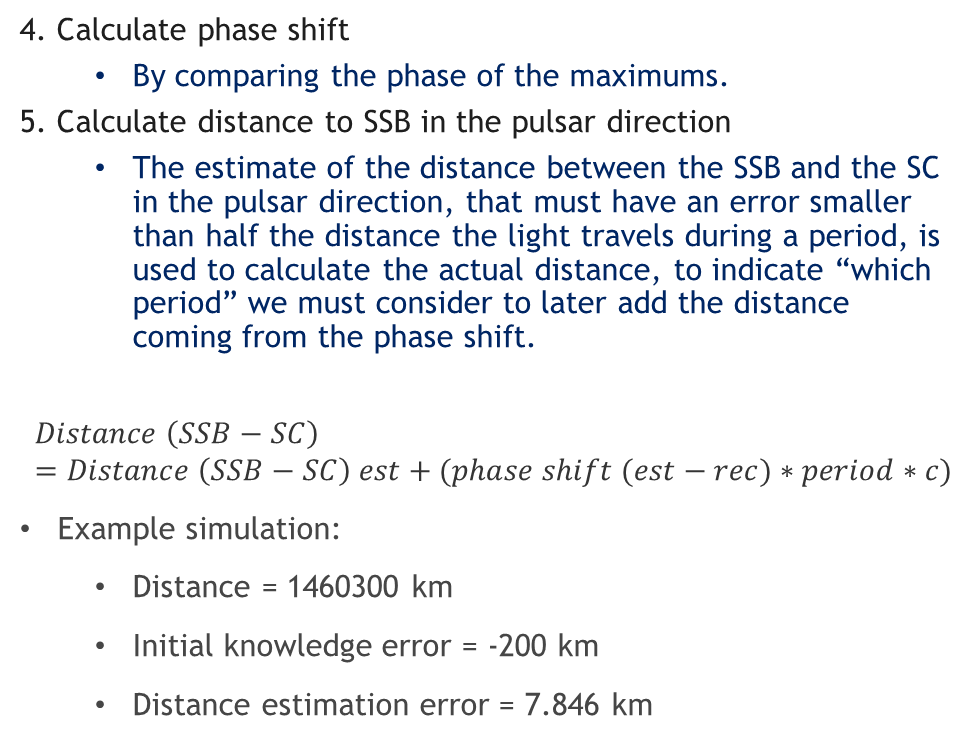 4. Calculate phase shift
• By comparing the phase of the maximums.
5. Calculate distance to SSB in the pulsar direction
• The estimate of the distance between the SSB and the SC
in the pulsar direction, that must have an error smaller
than half the distance the light travels during a period, is
used to calculate the actual distance, to indicate “which
period” we must consider to later add the distance
coming from the phase shift.
Distance (SSB − SC)
= Distance (SSB − SC) est + (phase shift (est − rec) ∗ period ∗ c)
• Example simulation:
• Distance = 1460300 km
• Initial knowledge error = -200 km
• Distance estimation error = 7.846 km